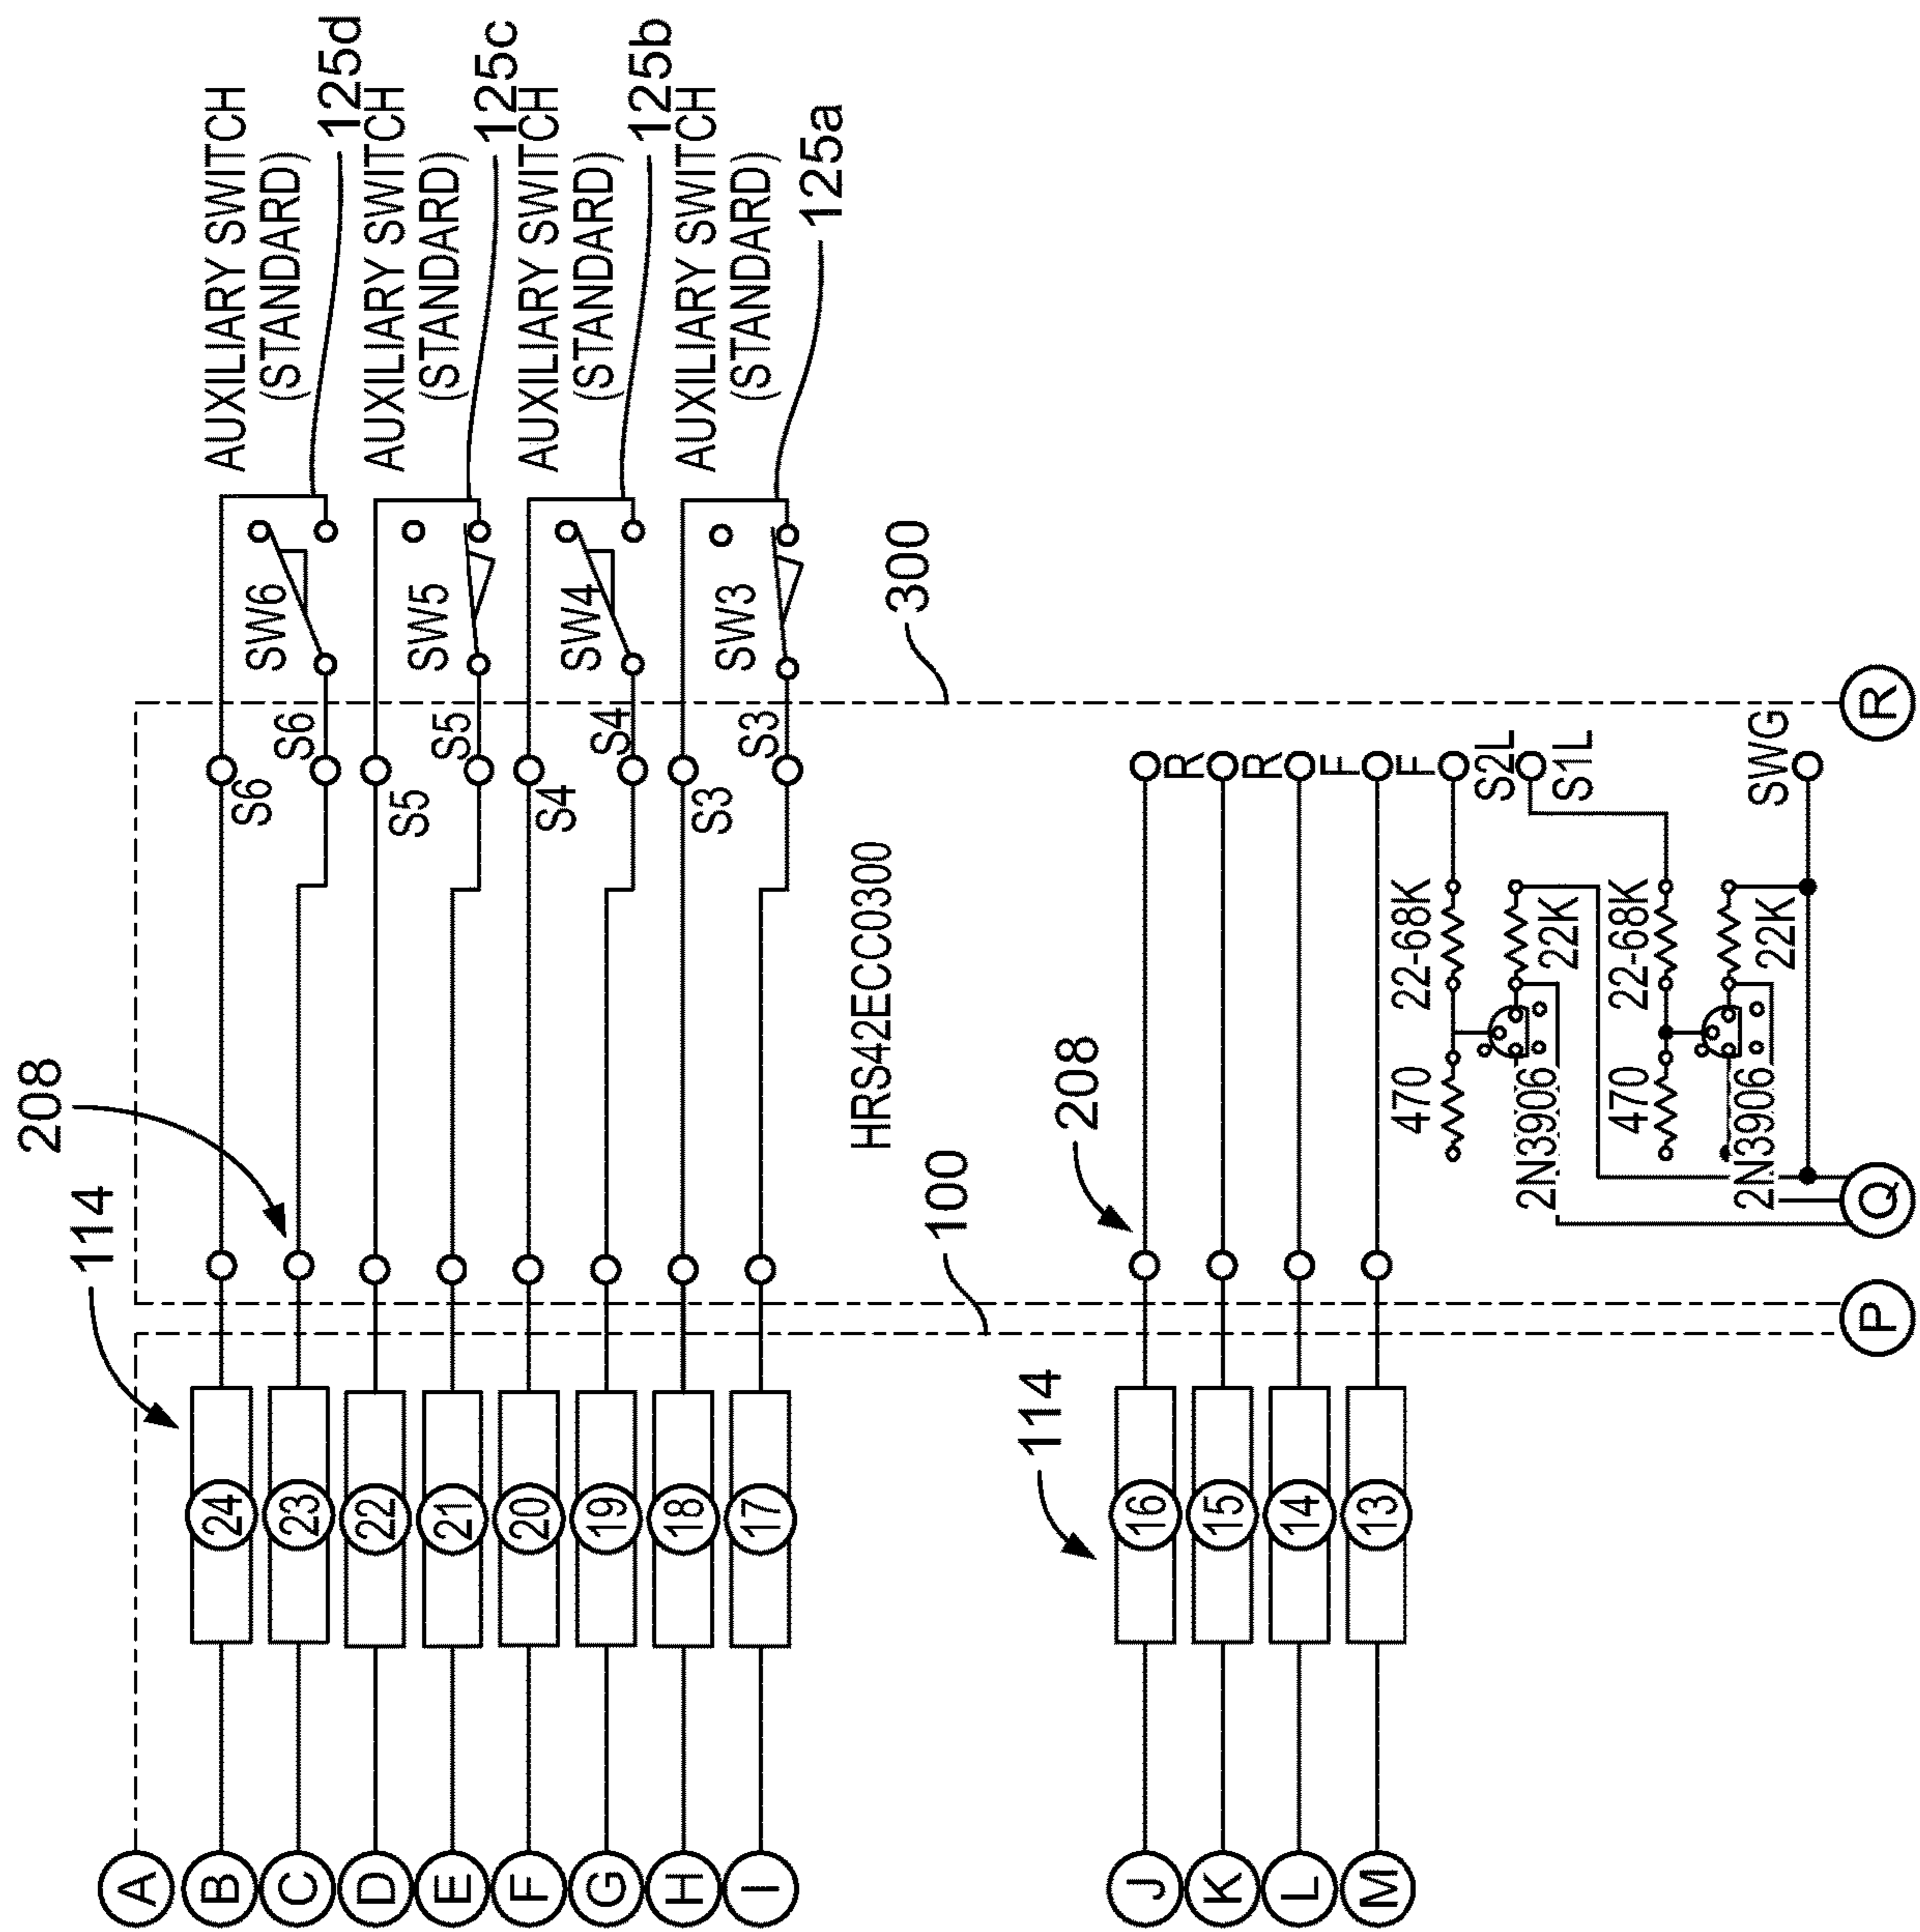 AUXILIARY SWITCH
(STANDARD)
125d
AUXILIARY SWITCH
(STANDARD)
125c
AUXILIARY SWITCH
(STANDARD)
125b
AUXILIARY SWITCH
(STANDARD)
125a
SW6
SW5
SW4
SW3
300
S6
S6
S5
S5
S4
S4
S3
S3
R
R
F
F
S2L
S1L
SWG
R
HRS42ECC0300
208
114
100
208
22-68K
22K
22-68K
22K
470
2N3906
470
2N3906
Q
P
114
24
23
22
21
20
19
18
17
16
15
14
13
A
B
C
D
E
F
G
H
I
J
K
L
M